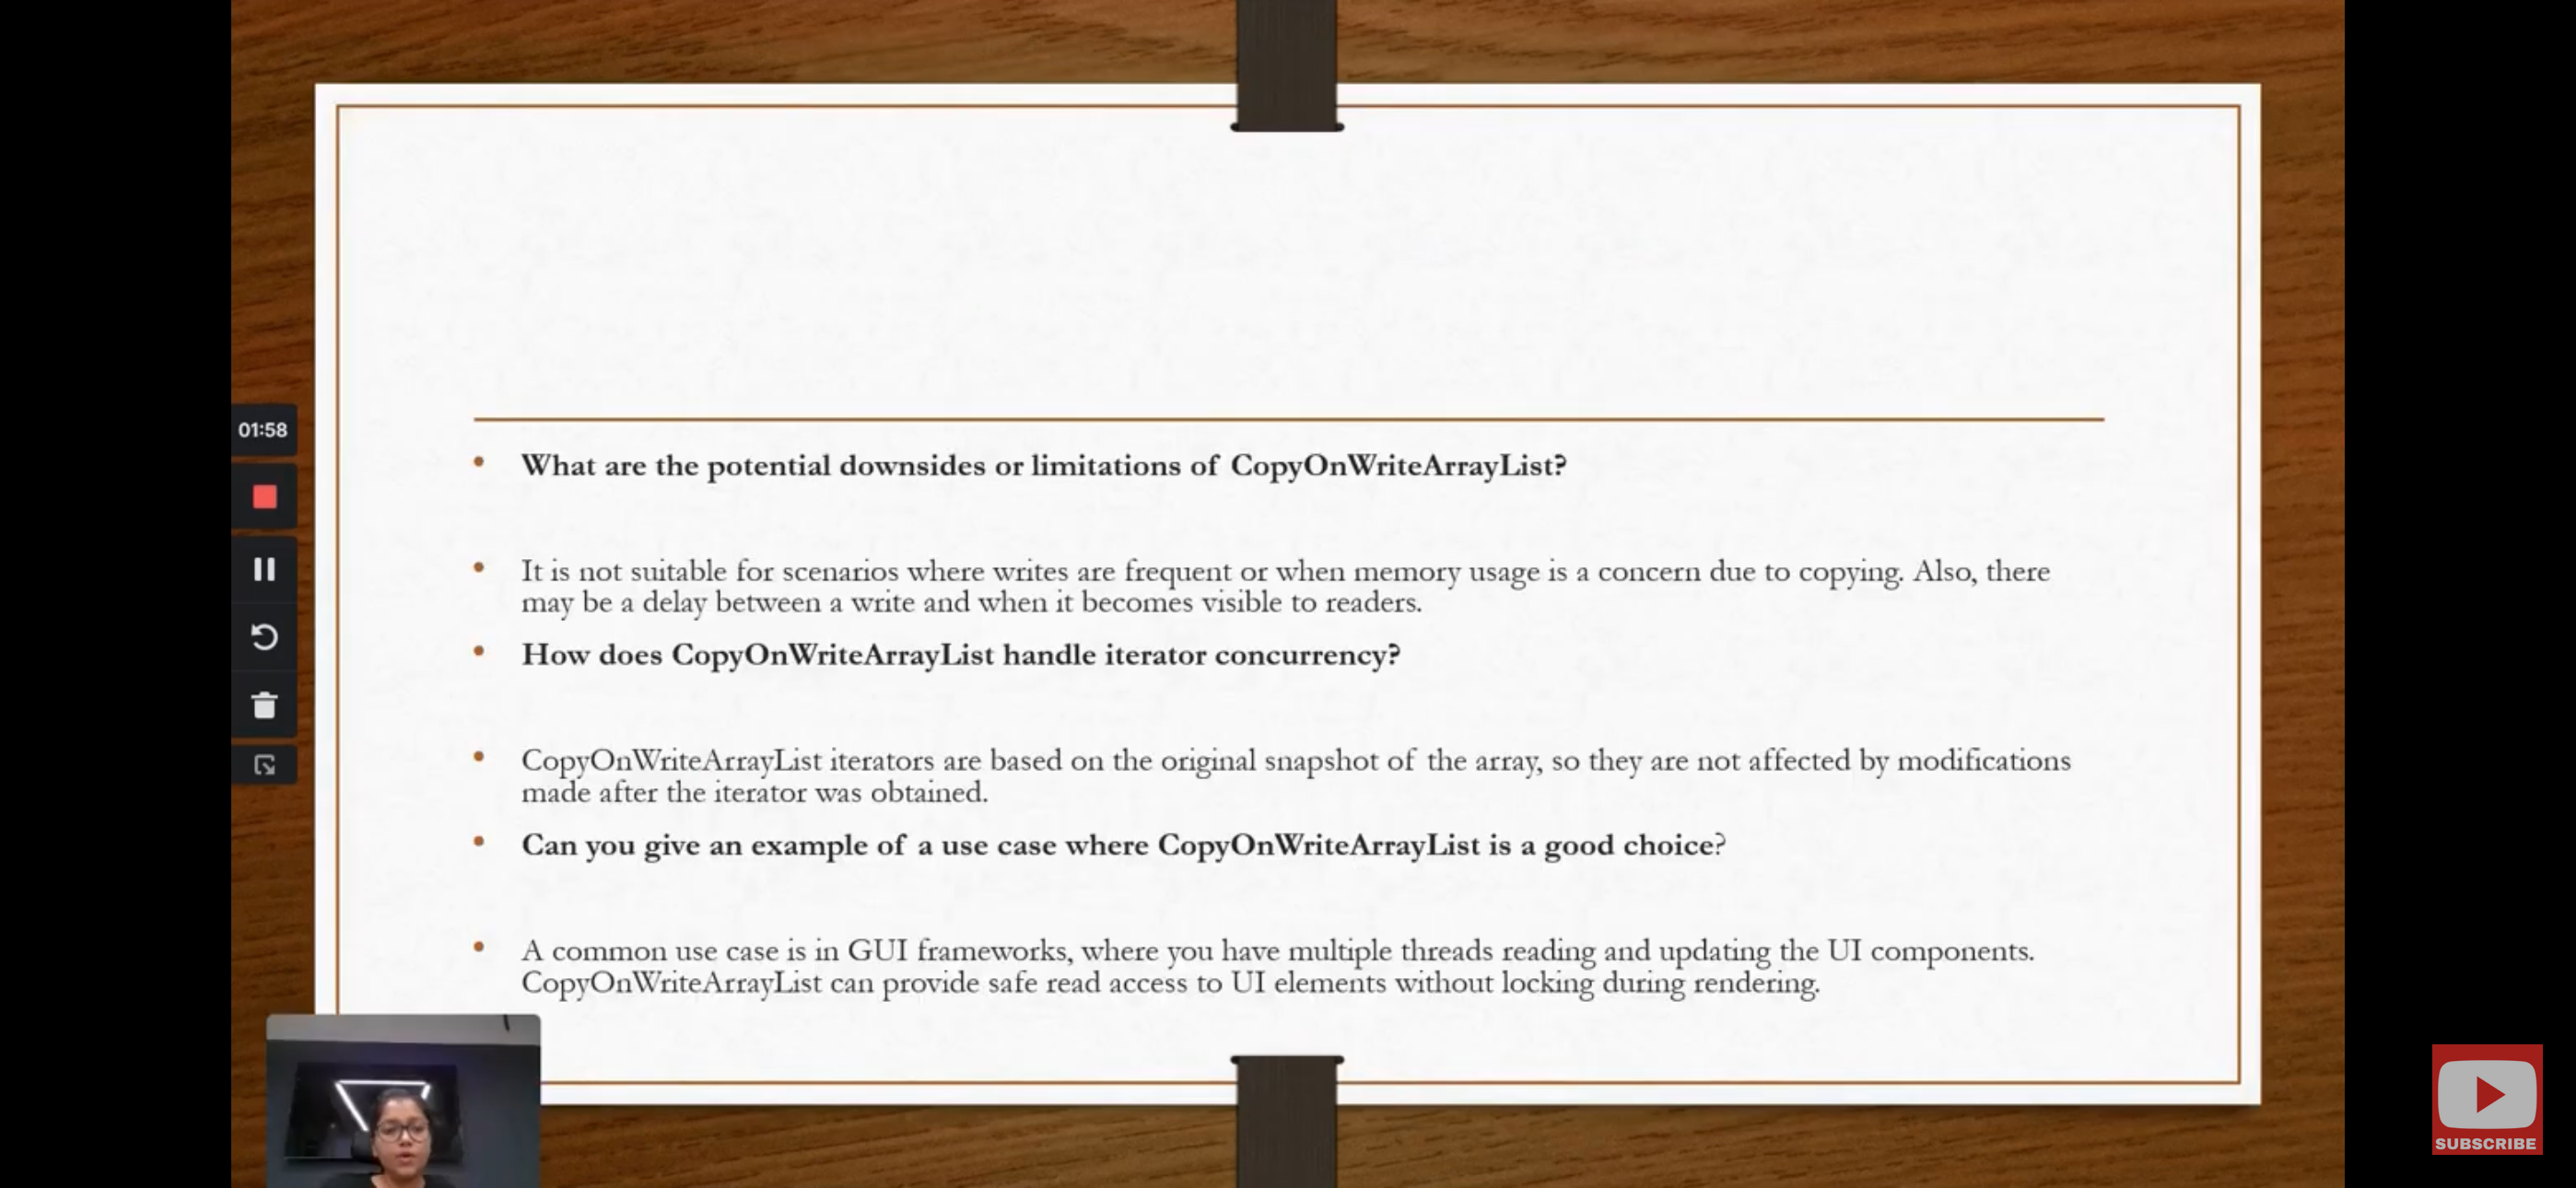 01:58
What are the potential downsides or limitations of CopyOnWriteArrayList?
It is not suitable for scenarios where writes are frequent or when memory usage is a concern due to copying. Also, there
may be a delay between a write and when it becomes visible to readers.
How does CopyOnWriteArrayList handle iterator concurrency?
CopyOnWriteArrayList iterators are based on the original snapshot of the array, so they are not affected by modifications
made after the iterator was obtained.
Can you give an example of a use case where CopyOnWriteArrayList is a good choice?
A common use case is in GUI frameworks, where you have multiple threads reading and updating the UI components.
CopyOnWriteArrayList can provide safe read access to UI elements without locking during rendering.
SUBSCRIBE